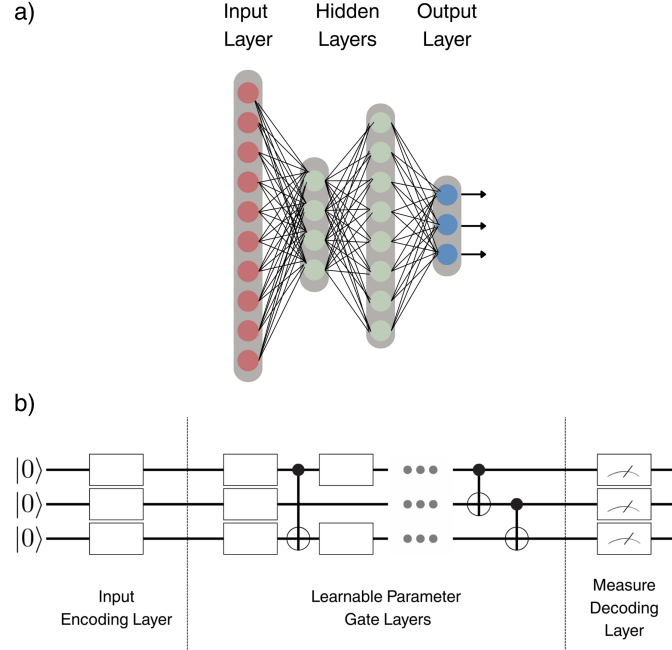 a)
Input
Layer
Hidden
Layers
Output
Layer
b)
|0⟩
|0⟩
|0⟩
Input
Encoding Layer
Learnable Parameter
Gate Layers
Measure
Decoding
Layer